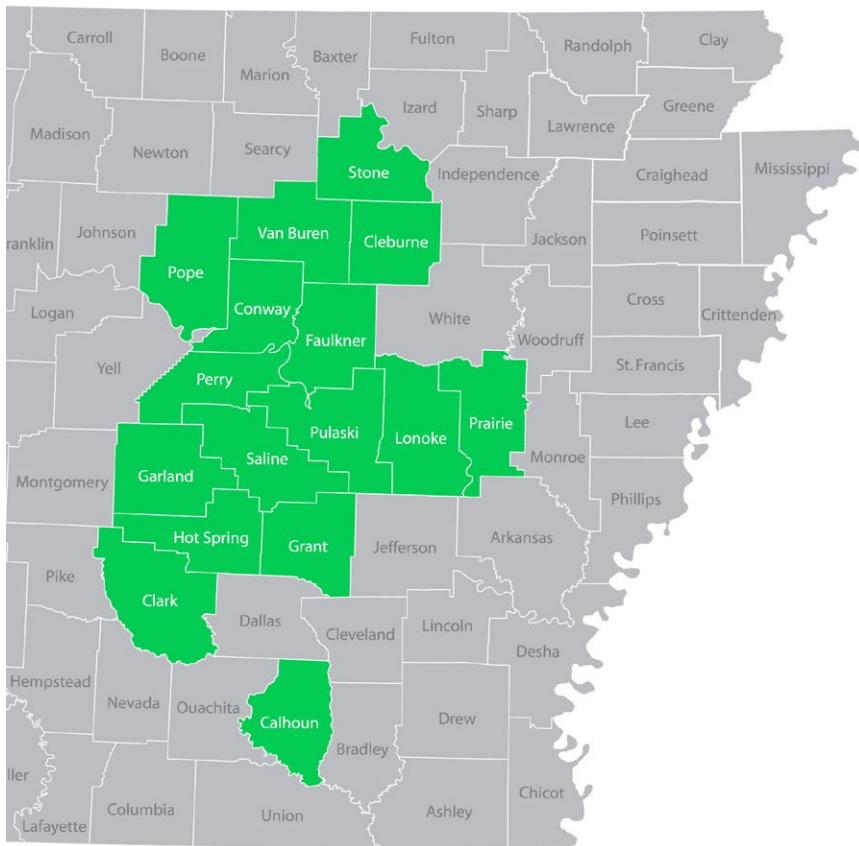 Carroll
Boone
Marion
Baxter
Fulton
Randolph
Clay
Izard
Sharp
Greene
Lawrence
Madison
Newton
Searcy
Stone
Independence
Craighead
Mississippi
ranklin
Johnson
Van Buren
Cleburne
Jackson
Poinsett
Pope
Logan
Conway
White
Cross
Crittenden
Faulkner
Woodruff
Yell
St. Francis
Perry
Pulaski
Lonoke
Prairie
Lee
Garland
Saline
Monroe
Montgomery
Phillips
Hot Spring
Grant
Jefferson
Arkansas
Pike
Clark
Dallas
Cleveland
Lincoln
Desha
Hempstead
Nevada
Ouachita
Calhoun
Drew
Bradley
ller
Chicot
Lafayette
Columbia
Union
Ashley